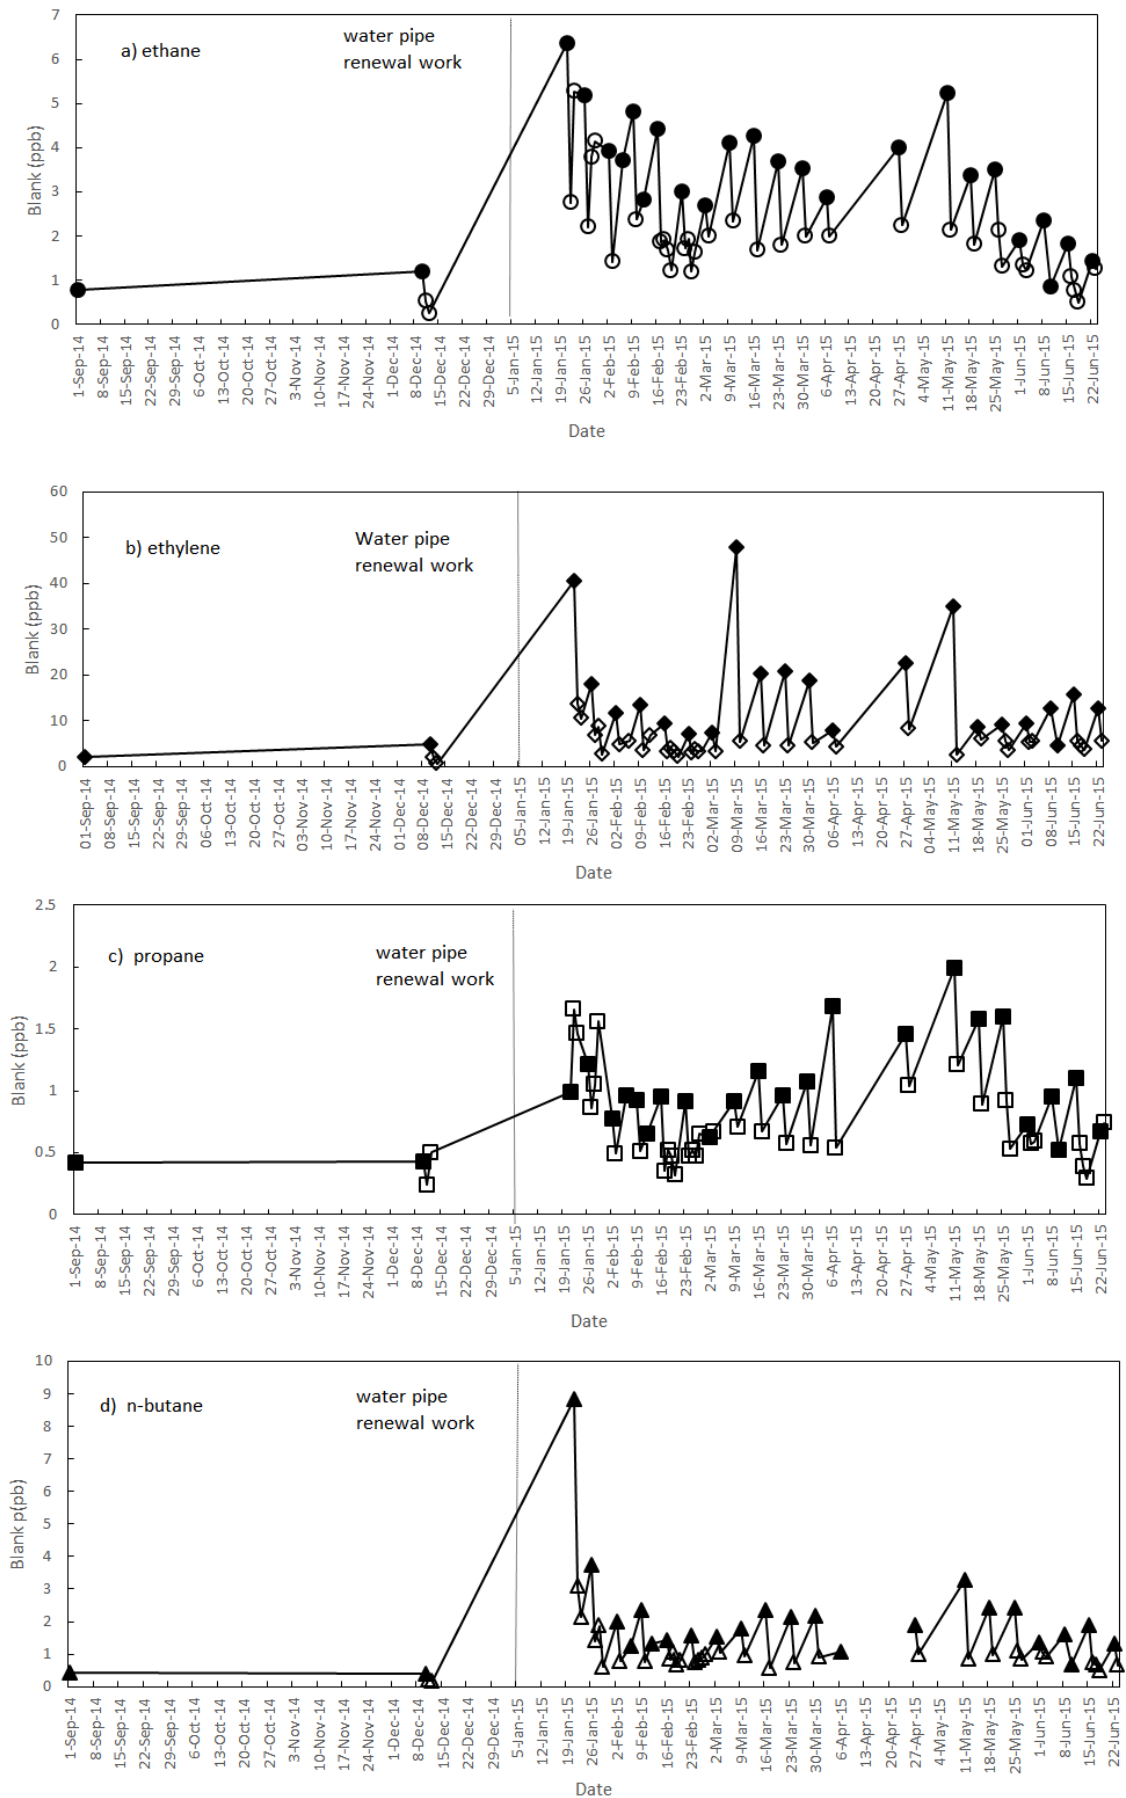 a) ethane
water pipe
renewal work
7
6
5
4
3
2
1
0
Blank (ppb)
1-Sep-14 8-Sep-14 15-Sep-14 22-Sep-14 29-Sep-14 6-Oct-14 13-Oct-14 20-Oct-14 27-Oct-14 3-Nov-14 10-Nov-14 17-Nov-14 24-Nov-14 1-Dec-14 8-Dec-14 15-Dec-14 22-Dec-14 29-Dec-14 5-Jan-15 12-Jan-15 19-Jan-15 26-Jan-15 2-Feb-15 9-Feb-15 16-Feb-15 23-Feb-15 2-Mar-15 9-Mar-15 16-Mar-15 23-Mar-15 30-Mar-15 6-Apr-15 13-Apr-15 20-Apr-15 27-Apr-15 4-May-15 11-May-15 18-May-15 25-May-15 1-Jun-15 8-Jun-15 15-Jun-15 22-Jun-15
Date
b) ethylene
Water pipe
renewal work
60
50
40
30
20
10
0
Blank (ppb)
01-Sep-14 08-Sep-14 15-Sep-14 22-Sep-14 29-Sep-14 06-Oct-14 13-Oct-14 20-Oct-14 27-Oct-14 03-Nov-14 10-Nov-14 17-Nov-14 24-Nov-14 01-Dec-14 08-Dec-14 15-Dec-14 22-Dec-14 29-Dec-14 05-Jan-15 12-Jan-15 19-Jan-15 26-Jan-15 02-Feb-15 09-Feb-15 16-Feb-15 23-Feb-15 02-Mar-15 09-Mar-15 16-Mar-15 23-Mar-15 30-Mar-15 06-Apr-15 13-Apr-15 20-Apr-15 27-Apr-15 04-May-15 11-May-15 18-May-15 25-May-15 01-Jun-15 08-Jun-15 15-Jun-15 22-Jun-15
Date
c) propane
water pipe
renewal work
2.5
2
1.5
1
0.5
0
Blank (ppb)
1-Sep-14 8-Sep-14 15-Sep-14 22-Sep-14 29-Sep-14 6-Oct-14 13-Oct-14 20-Oct-14 27-Oct-14 3-Nov-14 10-Nov-14 17-Nov-14 24-Nov-14 1-Dec-14 8-Dec-14 15-Dec-14 22-Dec-14 29-Dec-14 5-Jan-15 12-Jan-15 19-Jan-15 26-Jan-15 2-Feb-15 9-Feb-15 16-Feb-15 23-Feb-15 2-Mar-15 9-Mar-15 16-Mar-15 23-Mar-15 30-Mar-15 6-Apr-15 13-Apr-15 20-Apr-15 27-Apr-15 4-May-15 11-May-15 18-May-15 25-May-15 1-Jun-15 8-Jun-15 15-Jun-15 22-Jun-15
Date
d) n-butane
water pipe
renewal work
10
9
8
7
6
5
4
3
2
1
0
Blank p(pb)
1-Sep-14 8-Sep-14 15-Sep-14 22-Sep-14 29-Sep-14 6-Oct-14 13-Oct-14 20-Oct-14 27-Oct-14 3-Nov-14 10-Nov-14 17-Nov-14 24-Nov-14 1-Dec-14 8-Dec-14 15-Dec-14 22-Dec-14 29-Dec-14 5-Jan-15 12-Jan-15 19-Jan-15 26-Jan-15 2-Feb-15 9-Feb-15 16-Feb-15 23-Feb-15 2-Mar-15 9-Mar-15 16-Mar-15 23-Mar-15 30-Mar-15 6-Apr-15 13-Apr-15 20-Apr-15 27-Apr-15 4-May-15 11-May-15 18-May-15 25-May-15 1-Jun-15 8-Jun-15 15-Jun-15 22-Jun-15
Date